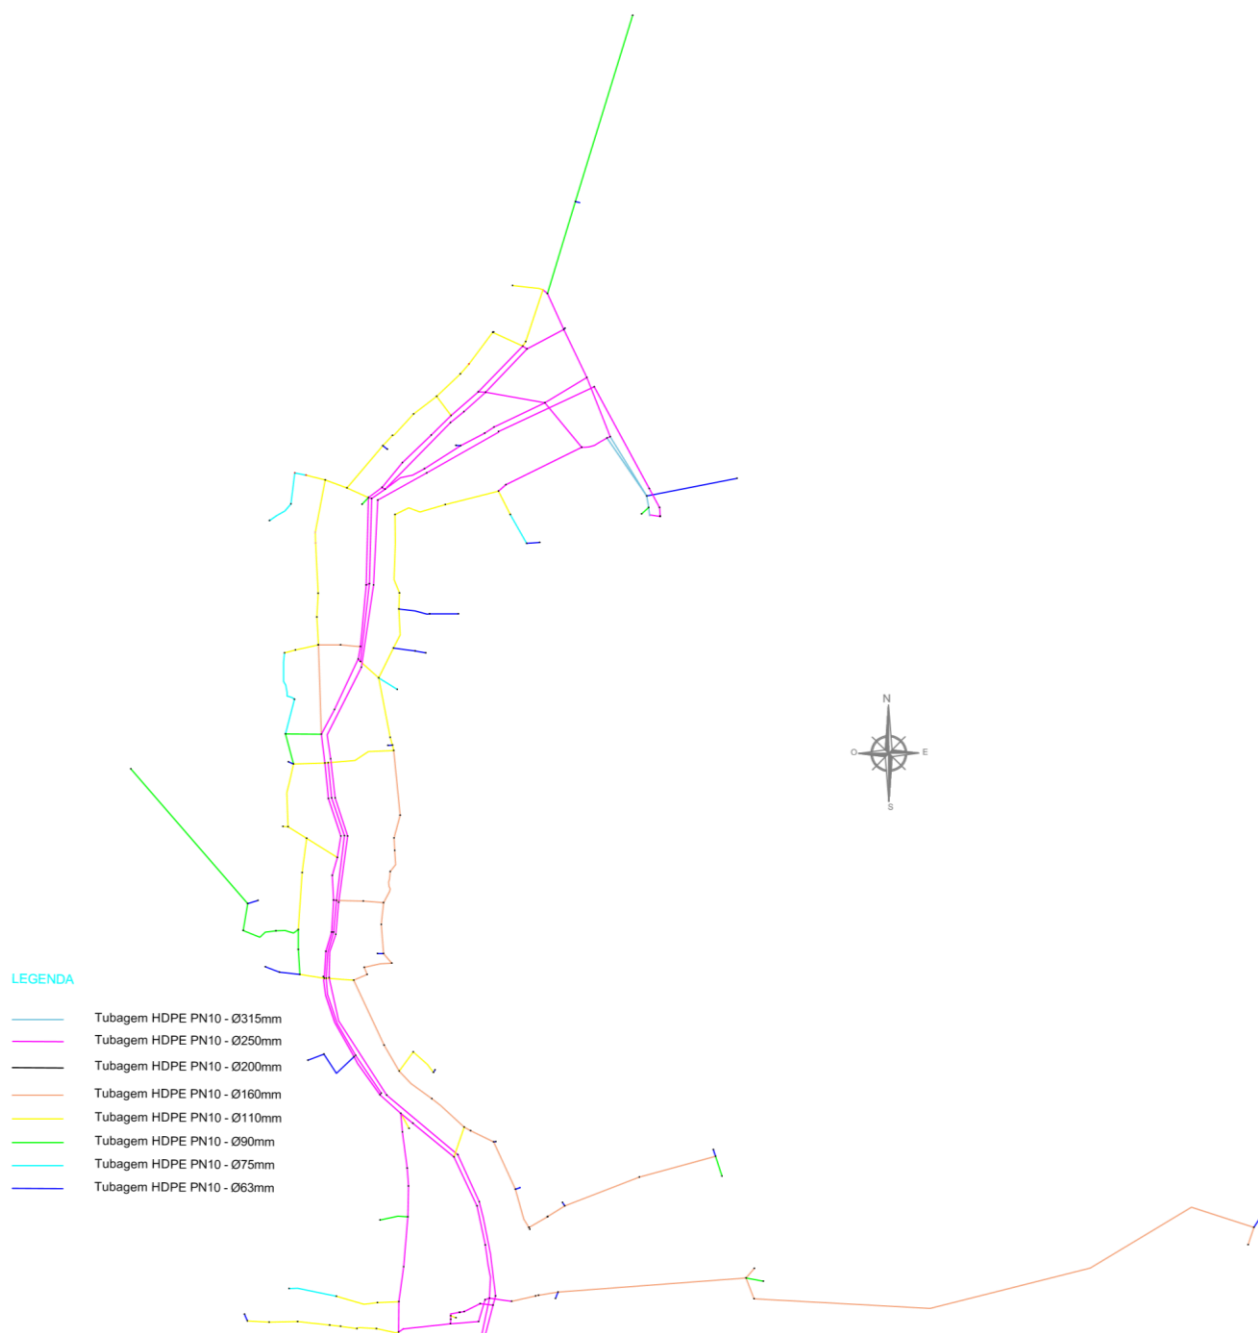 N
O
E
S
LEGENDA
Tubagem HDPE PN10 - Ø315mm
Tubagem HDPE PN10 - Ø250mm
Tubagem HDPE PN10 - Ø200mm
Tubagem HDPE PN10 - Ø160mm
Tubagem HDPE PN10 - Ø110mm
Tubagem HDPE PN10 - Ø90mm
Tubagem HDPE PN10 - Ø75mm
Tubagem HDPE PN10 - Ø63mm